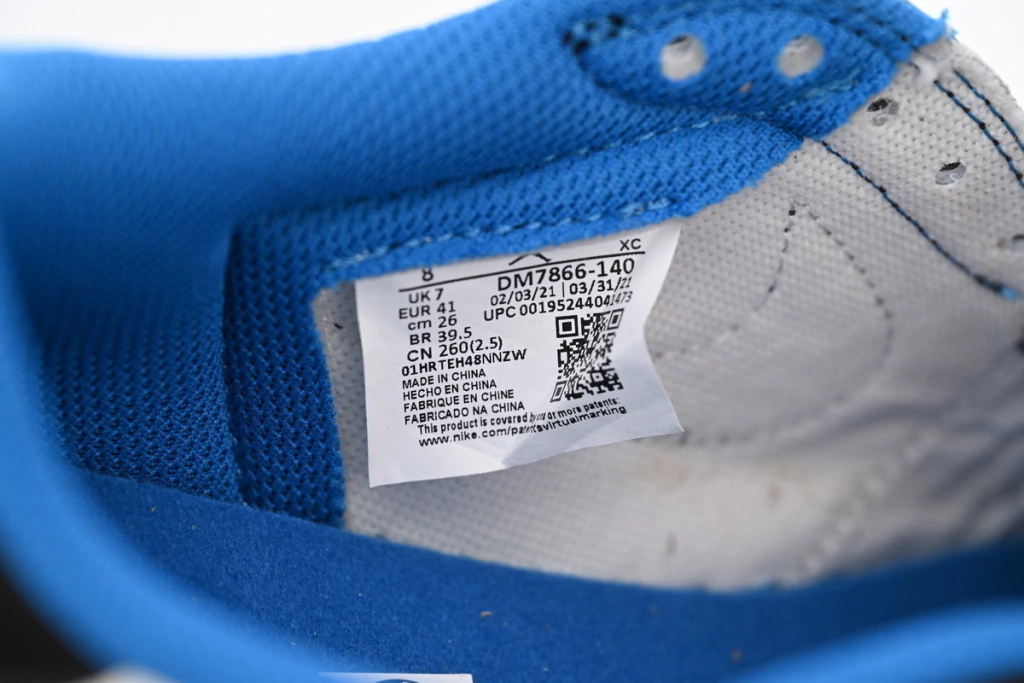 8 XC
DM7866-140
UK 7 02/03/21 | 03/31/21
EUR 41 UPC 00195244041473
cm 26
BR 39.5
CN 260(2.5)
01HRTEH48NNZW
MADE IN CHINA
HECHO EN CHINA
FABRIQUE EN CHINE
FABRICADO NA CHINA
This product is covered by one or more patents:
www.nike.com/patentsvirtualmarking